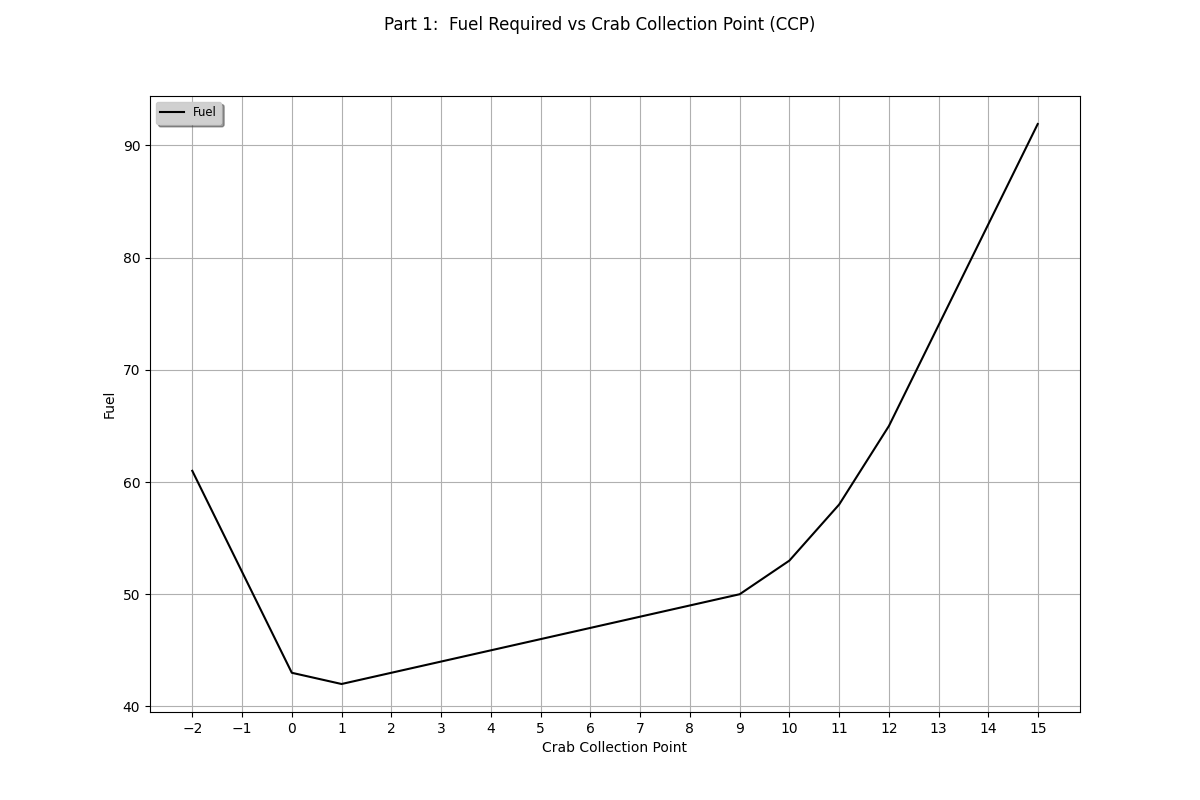 Part 1:  Fuel Required vs Crab Collection Point (CCP)
Fuel
90
80
70
60
50
40
Fuel
−2 −1 0 1 2 3 4 5 6 7 8 9 10 11 12 13 14 15
Crab Collection Point